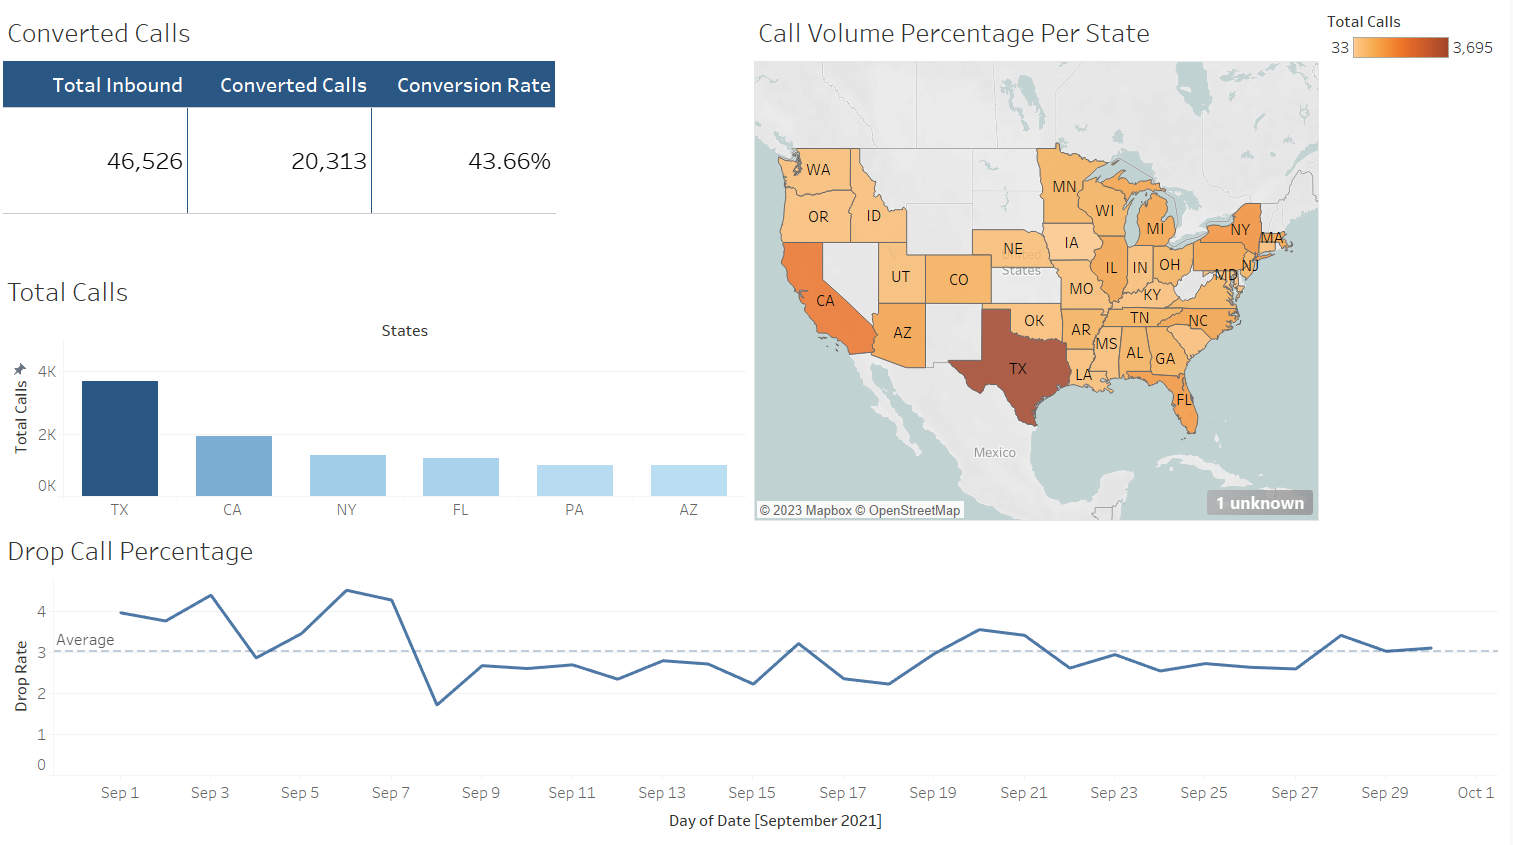 Converted Calls
Total Inbound Converted Calls Conversion Rate
46,526 20,313 43.66%
Total Calls
States
Total Calls
4K
2K
0K
TX CA NY FL PA AZ
Call Volume Percentage Per State
Total Calls
33 3,695
WA
OR
ID
MN
WI
MI
NY
MA
NE
IA
United
States
UT
CO
IL
IN
OH
NJ
MD
CA
MO
KY
AZ
OK
AR
TN
NC
TX
LA
MS
AL
GA
FL
Mexico
1 unknown
© 2023 Mapbox © OpenStreetMap
Drop Call Percentage
Drop Rate
4
Average
3
2
1
0
Sep 1 Sep 3 Sep 5 Sep 7 Sep 9 Sep 11 Sep 13 Sep 15 Sep 17 Sep 19 Sep 21 Sep 23 Sep 25 Sep 27 Sep 29 Oct 1
Day of Date [September 2021]